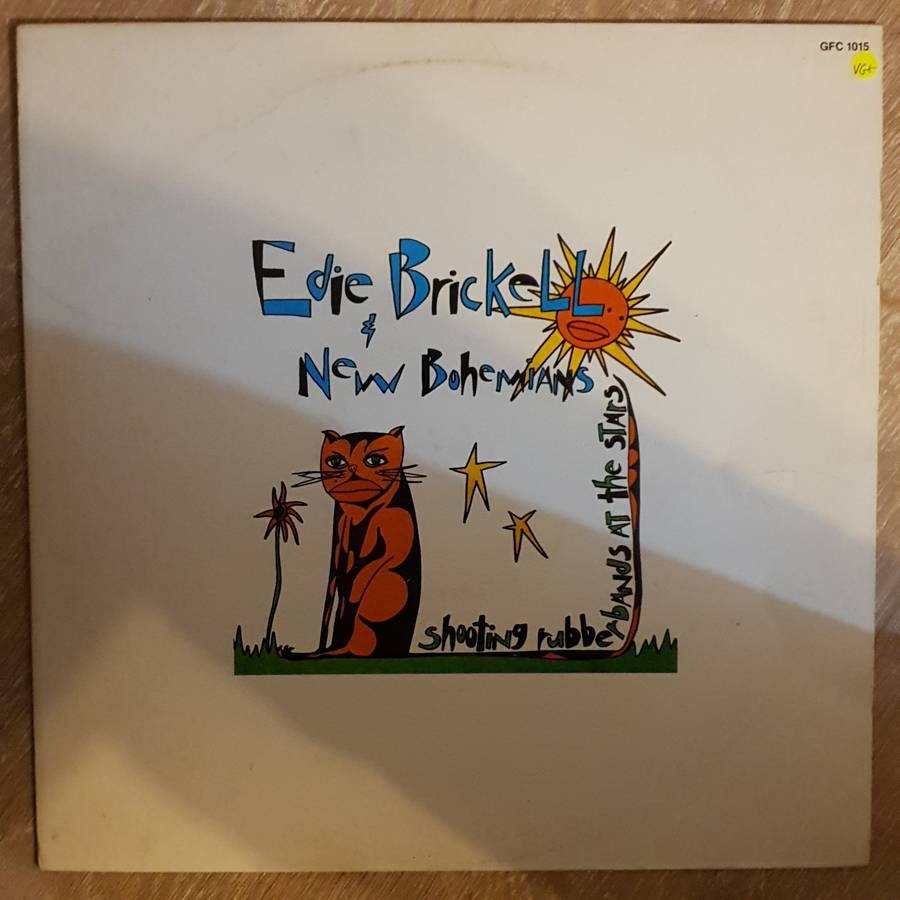 GFC 1015
VG+
Edie Brickell
&
New Bohemians
shooting rubberbands at the stars